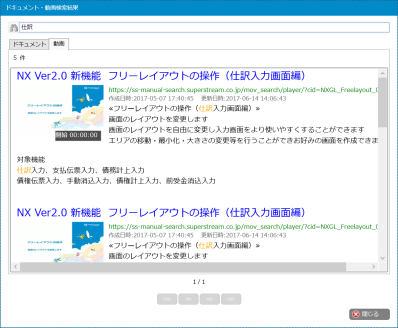 ドキュメント・動画検索結果
仕訳
ドキュメント 動画
5 件
NX Ver2.0 新機能 フリーレイアウトの操作（仕訳入力画面編）
https://ss-manual-search.superstream.co.jp/mov_search/player/?cid=NXGL_Freelayout_0
作成日時:2017-05-07 17:40:45 更新日時:2017-06-14 14:06:43
«フリーレイアウトの操作（仕訳入力画面編）»
画面のレイアウトを変更します
画面のレイアウトを自由に変更し入力画面をより使いやすくすることができます
エリアの移動・最小化・大きさの変更等を行うことができお好みの画面を作成できま
開始 00:00:00
対象機能
仕訳入力、支払伝票入力、債務計上入力
債権伝票入力、手動消込入力、債権計上入力、前受金消込入力
NX Ver2.0 新機能 フリーレイアウトの操作（仕訳入力画面編）
https://ss-manual-search.superstream.co.jp/mov_search/player/?cid=NXGL_Freelayout_0
作成日時:2017-05-07 17:40:45 更新日時:2017-06-14 14:06:43
«フリーレイアウトの操作（仕訳入力画面編）»
画面のレイアウトを変更します
1 / 1
閉じる